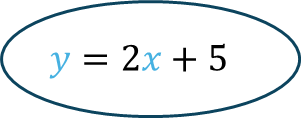 y = 2x + 5